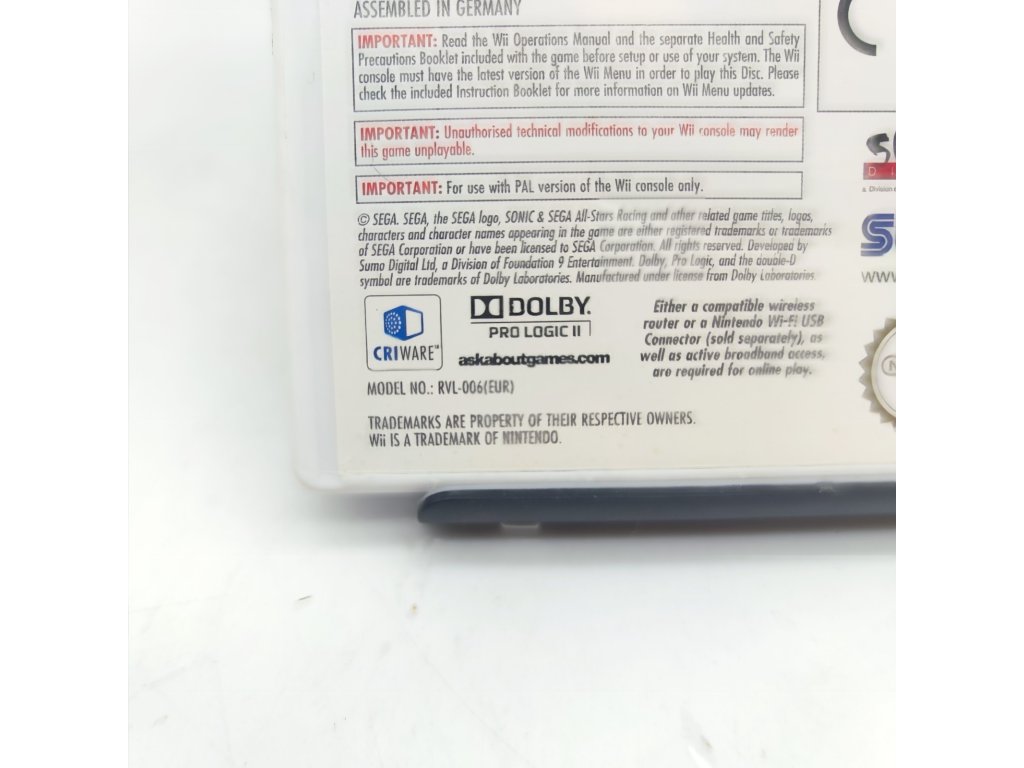 ASSEMBLED IN GERMANY
IMPORTANT: Read the Wii Operations Manual and the separate Health and Safety
Precautions Booklet included with the game before setup or use of your system. The Wii
console must have the latest version of the Wii Menu in order to play this Disc. Please
check the included Instruction Booklet for more information on Wii Menu updates.
IMPORTANT: Unauthorised technical modifications to your Wii console may render
this game unplayable.
IMPORTANT: For use with PAL version of the Wii console only.
© SEGA. SEGA, the SEGA logo, SONIC & SEGA All-Stars Racing and other related game titles, logos,
characters and character names appearing in the game are either registered trademarks or trademarks
of SEGA Corporation or have been licensed to SEGA Corporation. All rights reserved. Developed by
Sumo Digital Ltd, a Division of Foundation 9 Entertainment. Dolby, Pro Logic, and the double-D
symbol are trademarks of Dolby Laboratories. Manufactured under license from Dolby Laboratories.
CRIWARE™
DOLBY.
PRO LOGIC II
askaboutgames.com
Either a compatible wireless
router or a Nintendo Wi-Fi USB
Connector (sold separately), as
well as active broadband access,
are required for online play.
MODEL NO.: RVL-006(EUR)
TRADEMARKS ARE PROPERTY OF THEIR RESPECTIVE OWNERS.
Wii IS A TRADEMARK OF NINTENDO.
a Division
www